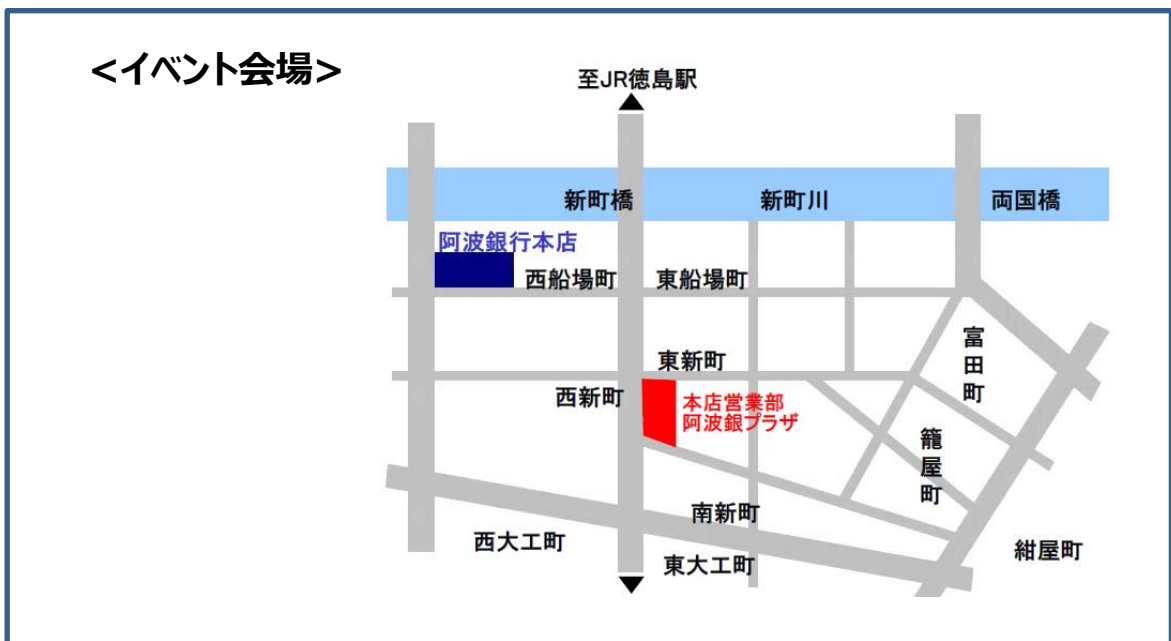 <イベント会場>
至JR徳島駅
新町橋
新町川
両国橋
阿波銀行本店
西船場町
東船場町
東新町
富田町
西新町
本店営業部
阿波銀プラザ
籠屋町
南新町
西大工町
東大工町
紺屋町